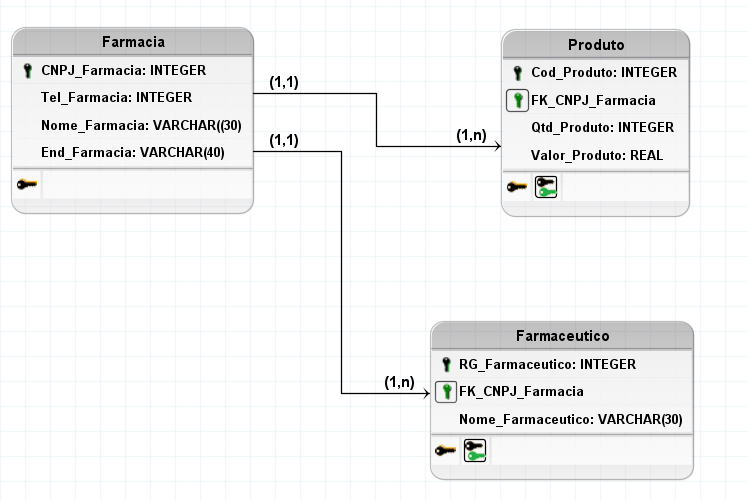 Farmacia
CNPJ_Farmacia: INTEGER
Tel_Farmacia: INTEGER
Nome_Farmacia: VARCHAR((30)
End_Farmacia: VARCHAR(40)
(1,1)
(1,1)
(1,n)
Produto
Cod_Produto: INTEGER
FK_CNPJ_Farmacia
Qtd_Produto: INTEGER
Valor_Produto: REAL
(1,n)
Farmaceutico
RG_Farmaceutico: INTEGER
FK_CNPJ_Farmacia
Nome_Farmaceutico: VARCHAR(30)